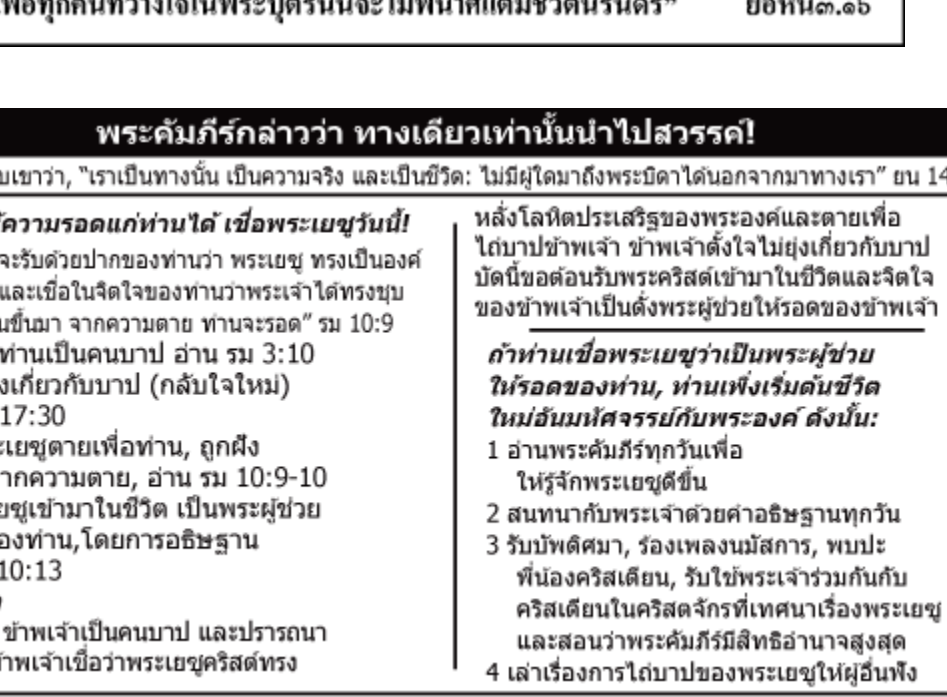 เพื่อทุกคนที่วางใจในพระบุตรนั้นจะไม่พินาศแต่มีชีวิตนิรันดร์” ยอห์น๓.๑๖
พระคัมภีร์กล่าวว่า ทางเดียวเท่านั้นนำไปสวรรค์!
บเขาว่า, "เราเป็นทางนั้น เป็นความจริง และเป็นชีวิต: ไม่มีผู้ใดมาถึงพระบิดาได้นอกจากมาทางเรา” ยน 14
ความรอดแก่ท่านได้ เชื่อพระเยซูวันนี้!
จะรับด้วยปากของท่านว่า พระเยซู ทรงเป็นองค์
และเชื่อในจิตใจของท่านว่าพระเจ้าได้ทรงชุบ
นขึ้นมา จากความตาย ท่านจะรอด” รม 10:9
ท่านเป็นคนบาป อ่าน รม 3:10
งเกี่ยวกับบาป (กลับใจใหม่)
17:30
ะเยซูตายเพื่อท่าน, ถูกฝัง
ากความตาย, อ่าน รม 10:9-10
ยซูเข้ามาในชีวิต เป็นพระผู้ช่วย
องท่าน,โดยการอธิษฐาน
10:13
ข้าพเจ้าเป็นคนบาป และปรารถนา
้าพเจ้าเชื่อว่าพระเยซูคริสต์ทรง
หลั่งโลหิตประเสริฐของพระองค์และตายเพื่อ
ไถ่บาปข้าพเจ้า ข้าพเจ้าตั้งใจไม่ยุ่งเกี่ยวกับบาป
บัดนี้ขอต้อนรับพระคริสต์เข้ามาในชีวิตและจิตใจ
ของข้าพเจ้าเป็นดั่งพระผู้ช่วยให้รอดของข้าพเจ้า
ถ้าท่านเชื่อพระเยซูว่าเป็นพระผู้ช่วย
ให้รอดของท่าน, ท่านเพิ่งเริ่มต้นชีวิต
ใหม่อันมหัศจรรย์กับพระองค์ ดังนั้น:
1 อ่านพระคัมภีร์ทุกวันเพื่อ
ให้รู้จักพระเยซูดีขึ้น
2 สนทนากับพระเจ้าด้วยคำอธิษฐานทุกวัน
3 รับบัพติศมา, ร้องเพลงนมัสการ, พบปะ
พี่น้องคริสเตียน, รับใช้พระเจ้าร่วมกันกับ
คริสเตียนในคริสตจักรที่เทศนาเรื่องพระเยซู
และสอนว่าพระคัมภีร์มีสิทธิอำนาจสูงสุด
4 เล่าเรื่องการไถ่บาปของพระเยซูให้ผู้อื่นฟัง